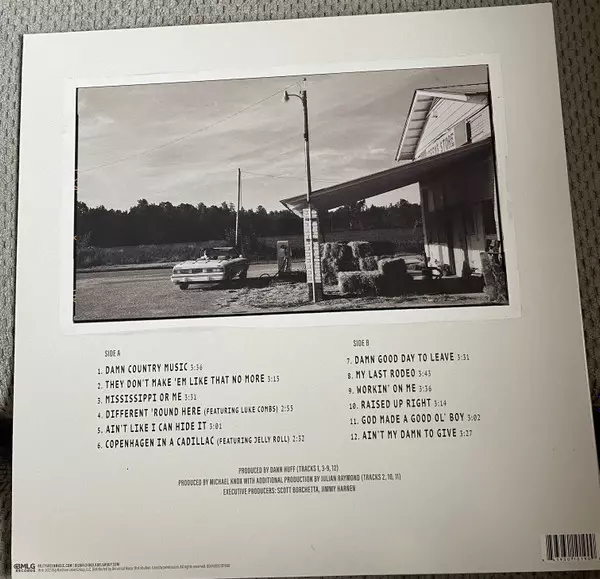 STORE
SIDE A
1. DAMN COUNTRY MUSIC 3:36
2. THEY DON'T MAKE 'EM LIKE THAT NO MORE 3:15
3. MISSISSIPPI OR ME 3:31
4. DIFFERENT 'ROUND HERE (FEATURING LUKE COMBS) 2:55
5. AIN'T LIKE I CAN HIDE IT 3:01
6. COPENHAGEN IN A CADILLAC (FEATURING JELLY ROLL) 2:52
SIDE B
7. DAMN GOOD DAY TO LEAVE 3:31
8. MY LAST RODEO 3:43
9. WORKIN' ON ME 3:36
10. RAISED UP RIGHT 3:14
11. GOD MADE A GOOD OL' BOY 3:02
12. AIN'T MY DAMN TO GIVE 3:27
PRODUCED BY DANN HUFF (TRACKS 1, 3-9, 12)
PRODUCED BY MICHAEL KNOX WITH ADDITIONAL PRODUCTION BY JULIAN RAYMOND (TRACKS 2, 10, 11)
EXECUTIVE PRODUCERS: SCOTT BORCHETTA, JIMMY HARNEN
BMLG
RECORDS